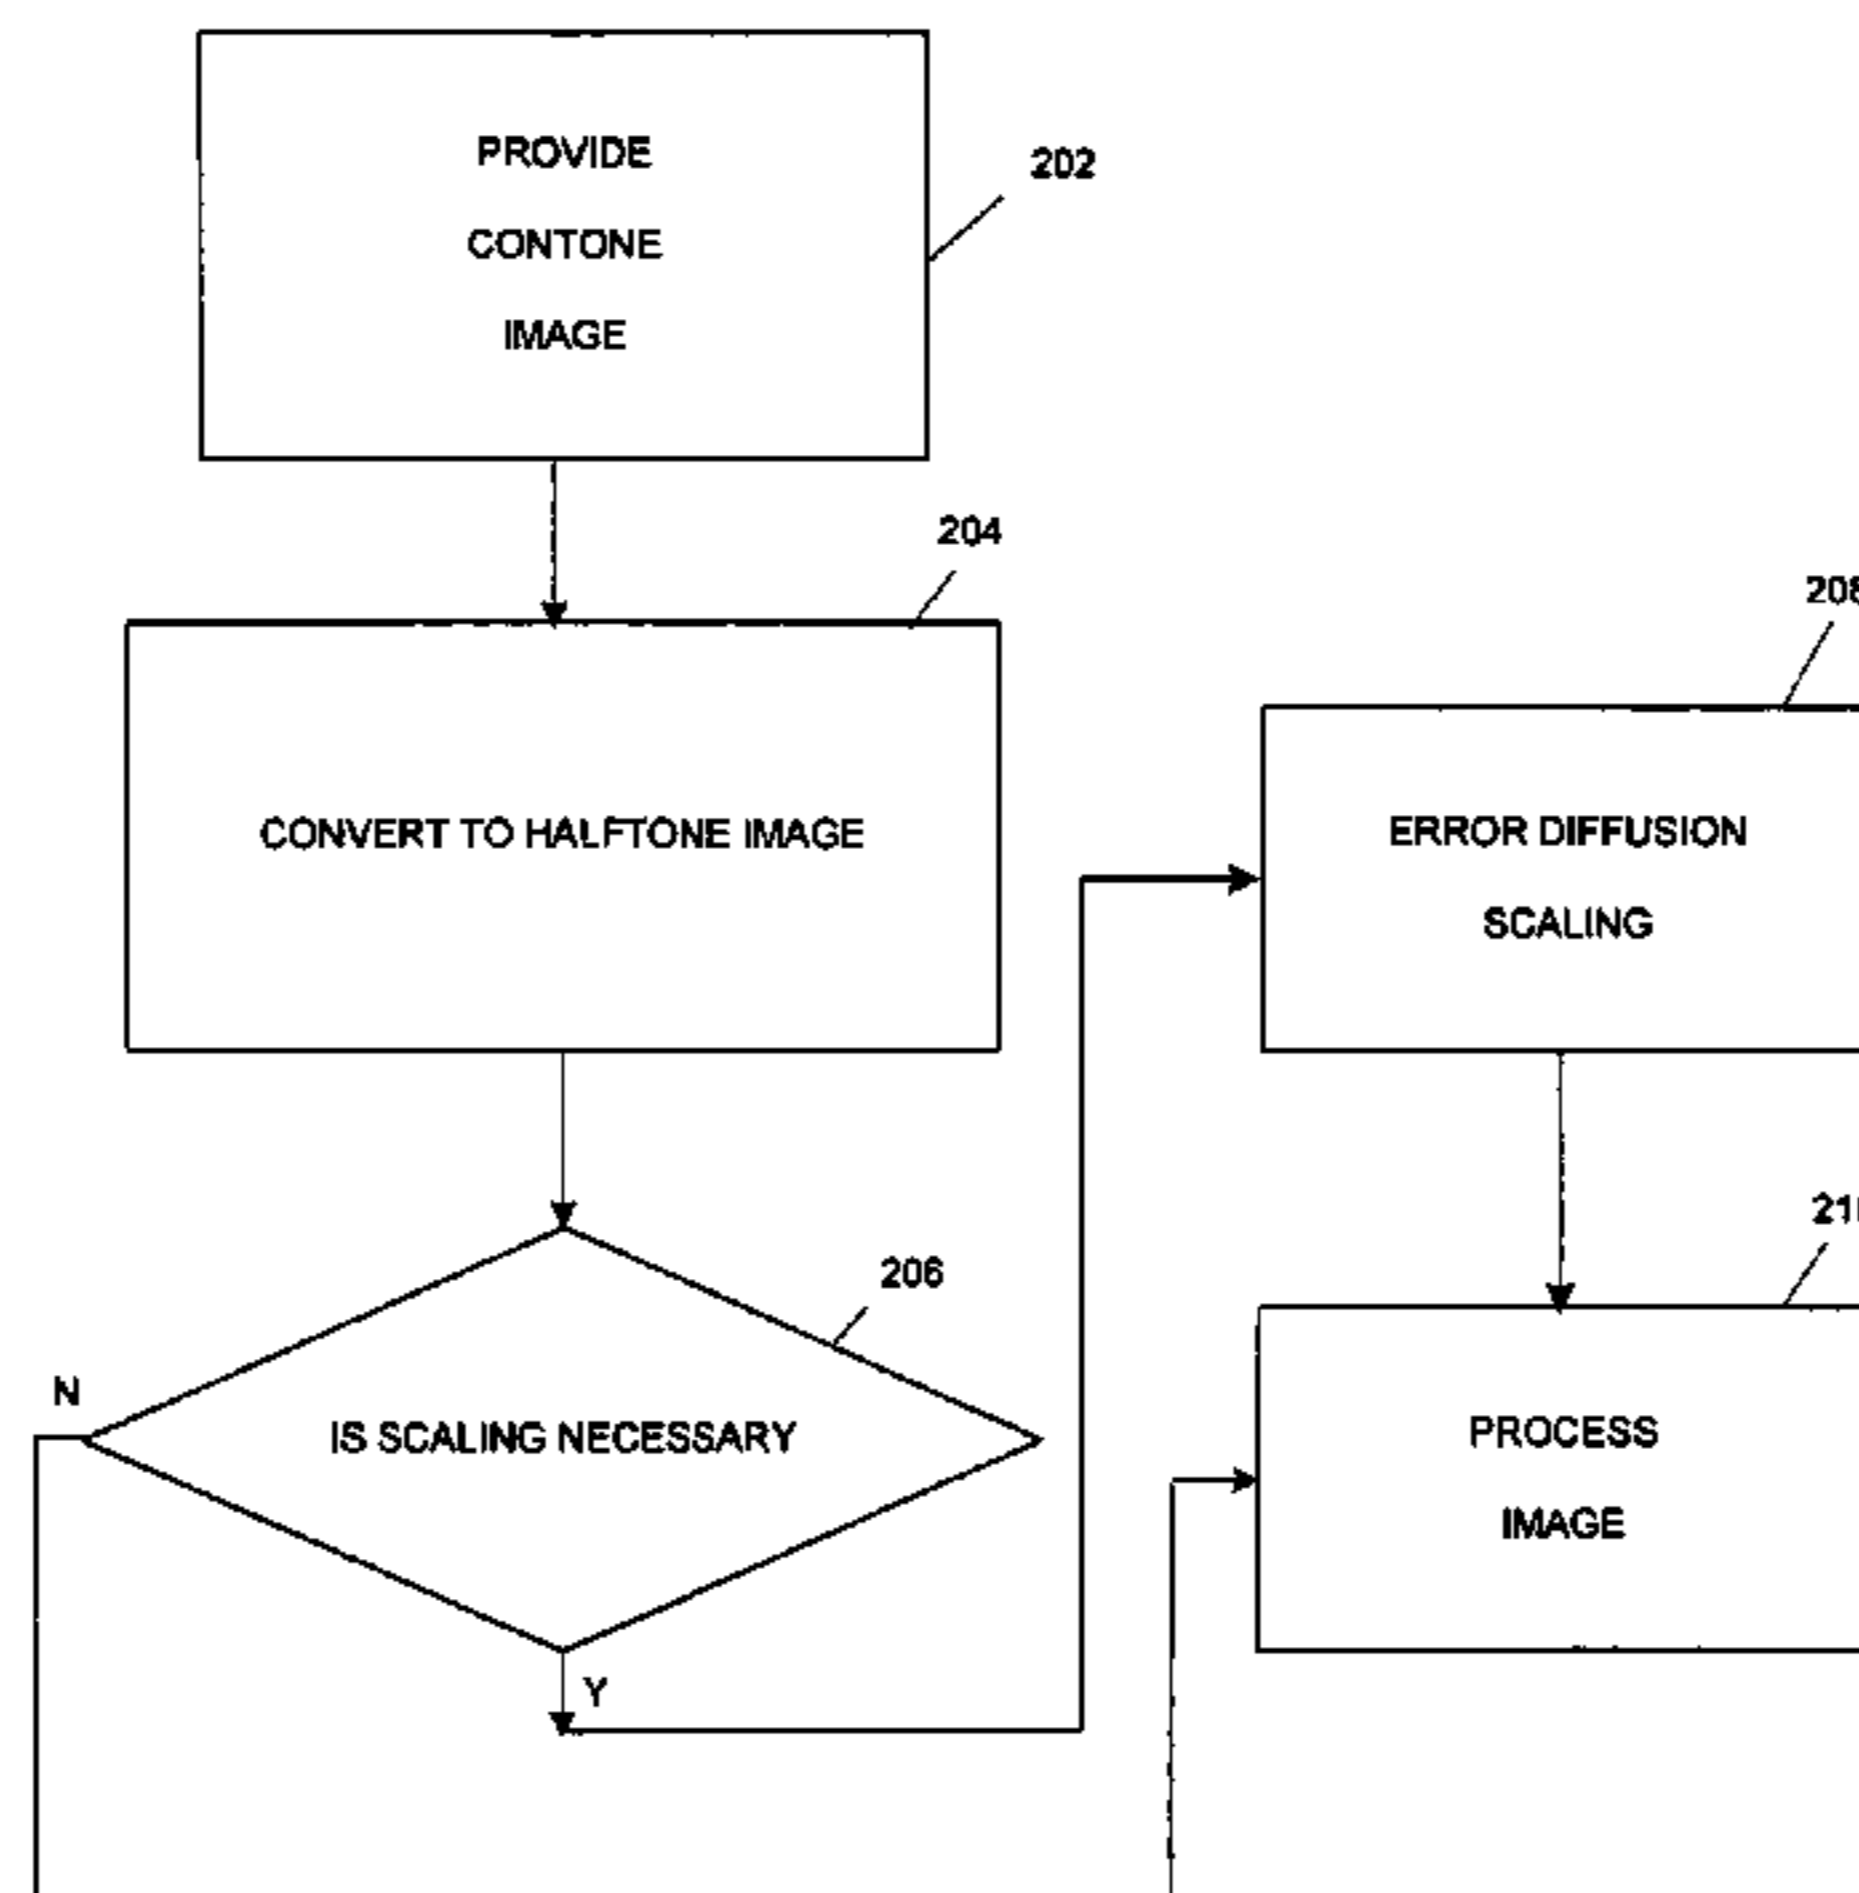 PROVIDE
CONTONE
IMAGE
202
204
CONVERT TO HALFTONE IMAGE
206
IS SCALING NECESSARY
N
Y
208
ERROR DIFFUSION
SCALING
PROCESS
IMAGE